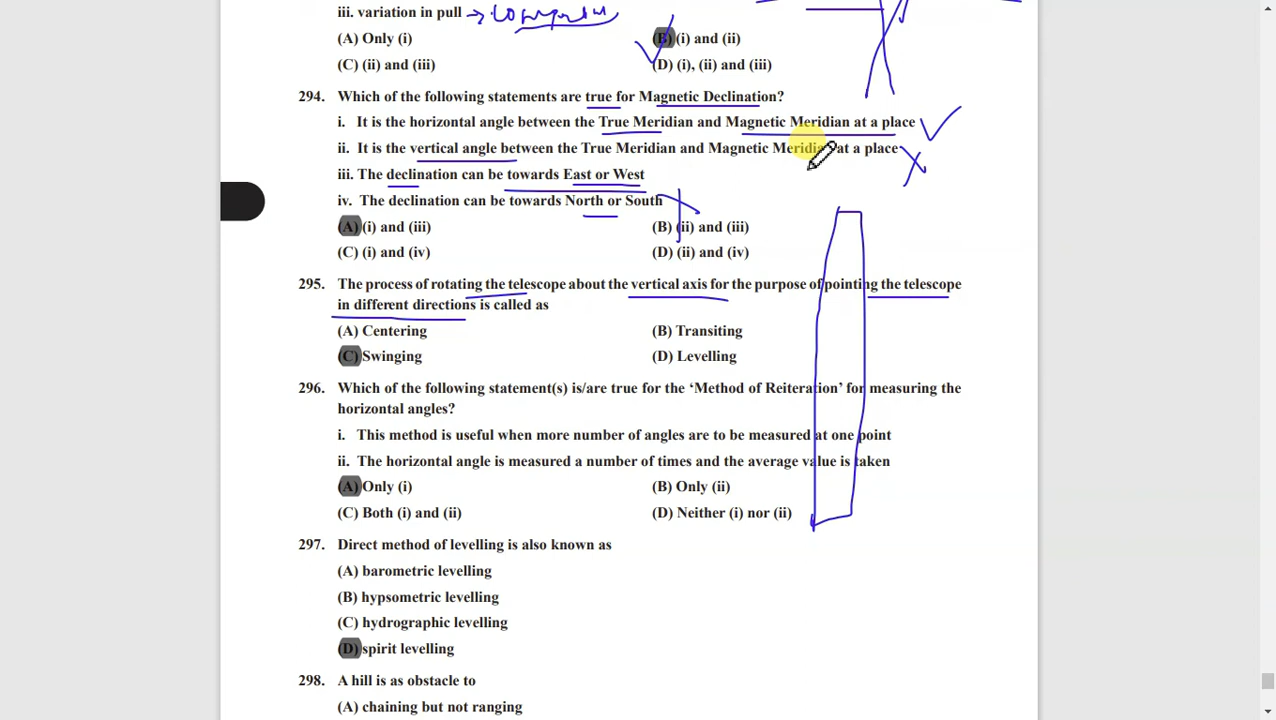 iii. variation in pull →
(A) Only (i) (B) (i) and (ii)
(C) (ii) and (iii) (D) (i), (ii) and (iii)
294. Which of the following statements are true for Magnetic Declination?
i. It is the horizontal angle between the True Meridian and Magnetic Meridian at a place
ii. It is the vertical angle between the True Meridian and Magnetic Meridian at a place
iii. The declination can be towards East or West
iv. The declination can be towards North or South
(A) (i) and (iii) (B) (ii) and (iii)
(C) (i) and (iv) (D) (ii) and (iv)
295. The process of rotating the telescope about the vertical axis for the purpose of pointing the telescope
in different directions is called as
(A) Centering (B) Transiting
(C) Swinging (D) Levelling
296. Which of the following statement(s) is/are true for the ‘Method of Reiteration’ for measuring the
horizontal angles?
i. This method is useful when more number of angles are to be measured at one point
ii. The horizontal angle is measured a number of times and the average value is taken
(A) Only (i) (B) Only (ii)
(C) Both (i) and (ii) (D) Neither (i) nor (ii)
297. Direct method of levelling is also known as
(A) barometric levelling
(B) hypsometric levelling
(C) hydrographic levelling
(D) spirit levelling
298. A hill is as obstacle to
(A) chaining but not ranging